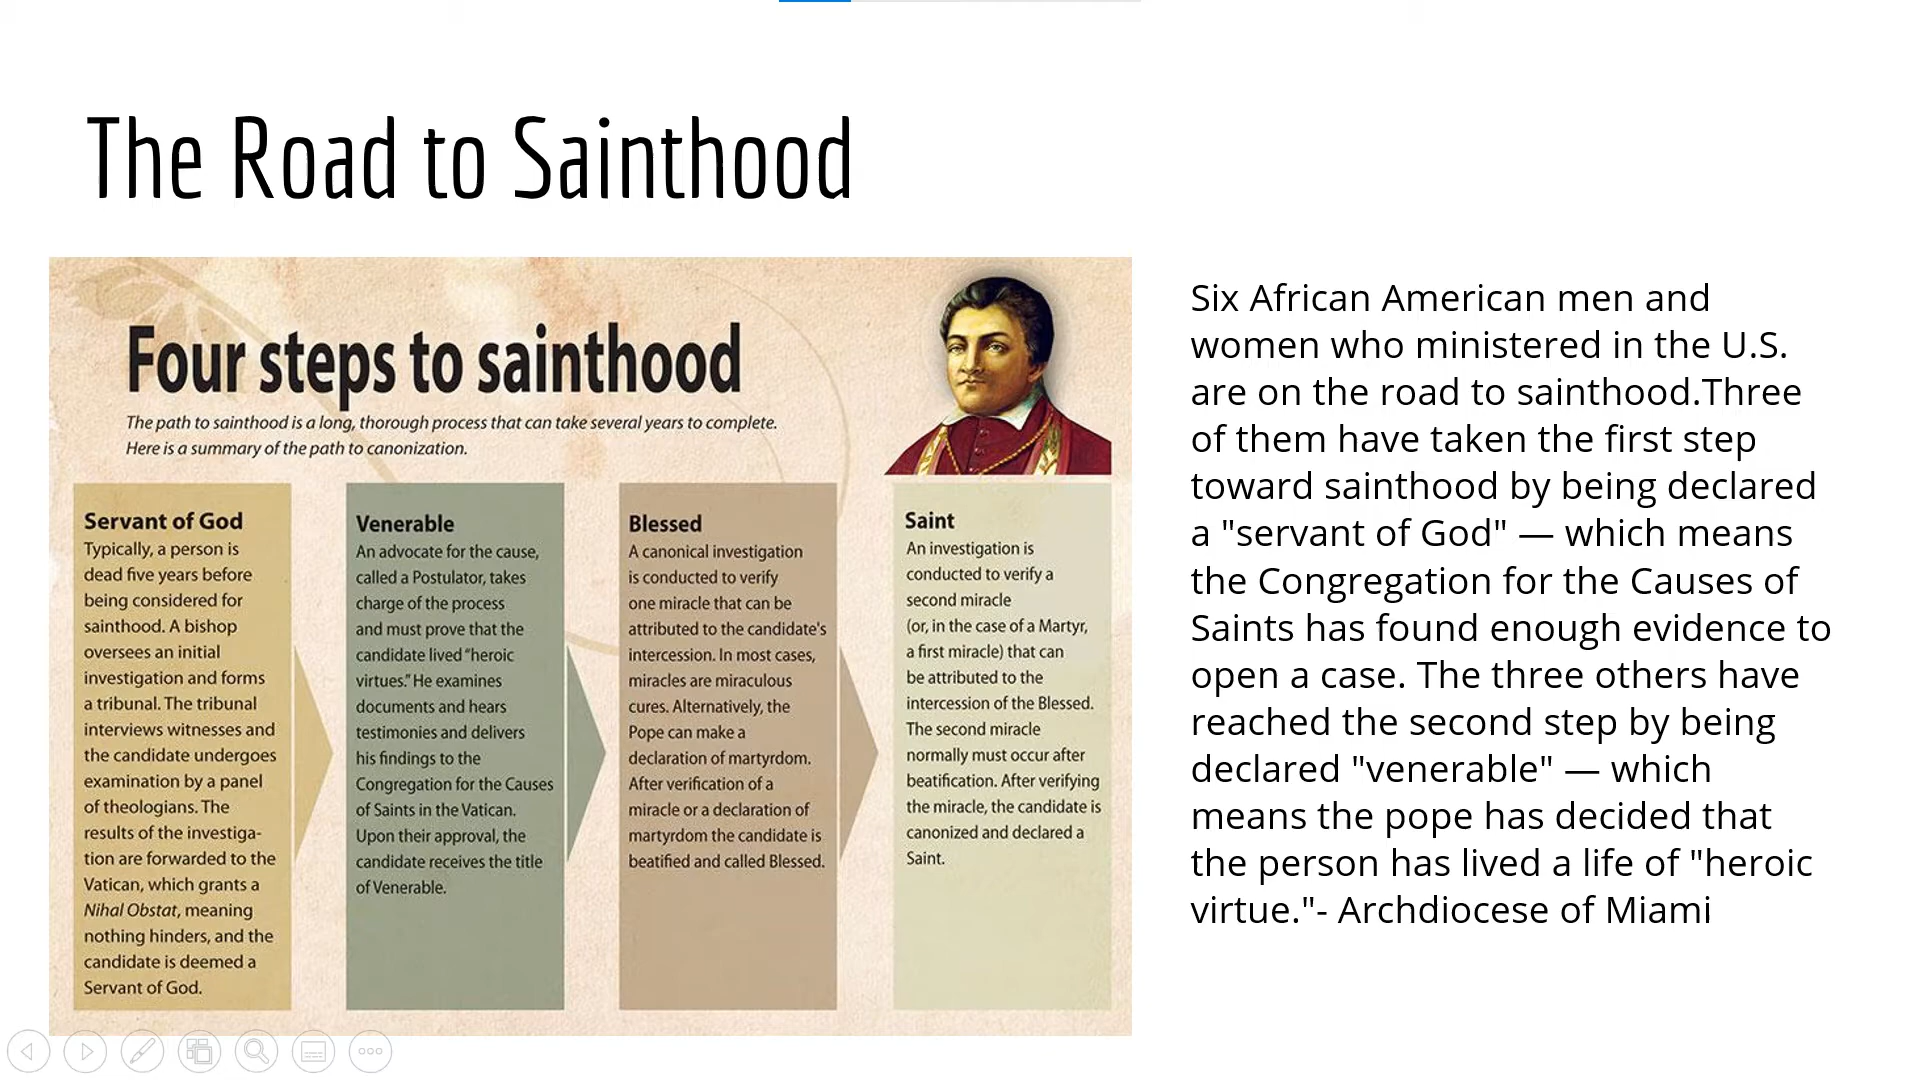 The Road to Sainthood
Four steps to sainthood
The path to sainthood is a long, thorough process that can take several years to complete.
Here is a summary of the path to canonization.
Servant of God
Typically, a person is
dead five years before
being considered for
sainthood. A bishop
oversees an initial
investigation and forms
a tribunal. The tribunal
interviews witnesses and
the candidate undergoes
examination by a panel
of theologians. The
results of the investiga-
tion are forwarded to the
Vatican, which grants a
Nihal Obstat, meaning
nothing hinders, and the
candidate is deemed a
Servant of God.
Venerable
An advocate for the cause,
called a Postulator, takes
charge of the process
and must prove that the
candidate lived “heroic
virtues.” He examines
documents and hears
testimonies and delivers
his findings to the
Congregation for the Causes
of Saints in the Vatican.
Upon their approval, the
candidate receives the title
of Venerable.
Blessed
A canonical investigation
is conducted to verify
one miracle that can be
attributed to the candidate's
intercession. In most cases,
miracles are miraculous
cures. Alternatively, the
Pope can make a
declaration of martyrdom.
After verification of a
miracle or a declaration of
martyrdom the candidate is
beatified and called Blessed.
Saint
An investigation is
conducted to verify a
second miracle
(or, in the case of a Martyr,
a first miracle) that can
be attributed to the
intercession of the Blessed.
The second miracle
normally must occur after
beatification. After verifying
the miracle, the candidate is
canonized and declared a
Saint.
Six African American men and
women who ministered in the U.S.
are on the road to sainthood.Three
of them have taken the first step
toward sainthood by being declared
a "servant of God" — which means
the Congregation for the Causes of
Saints has found enough evidence to
open a case. The three others have
reached the second step by being
declared "venerable" — which
means the pope has decided that
the person has lived a life of "heroic
virtue."- Archdiocese of Miami